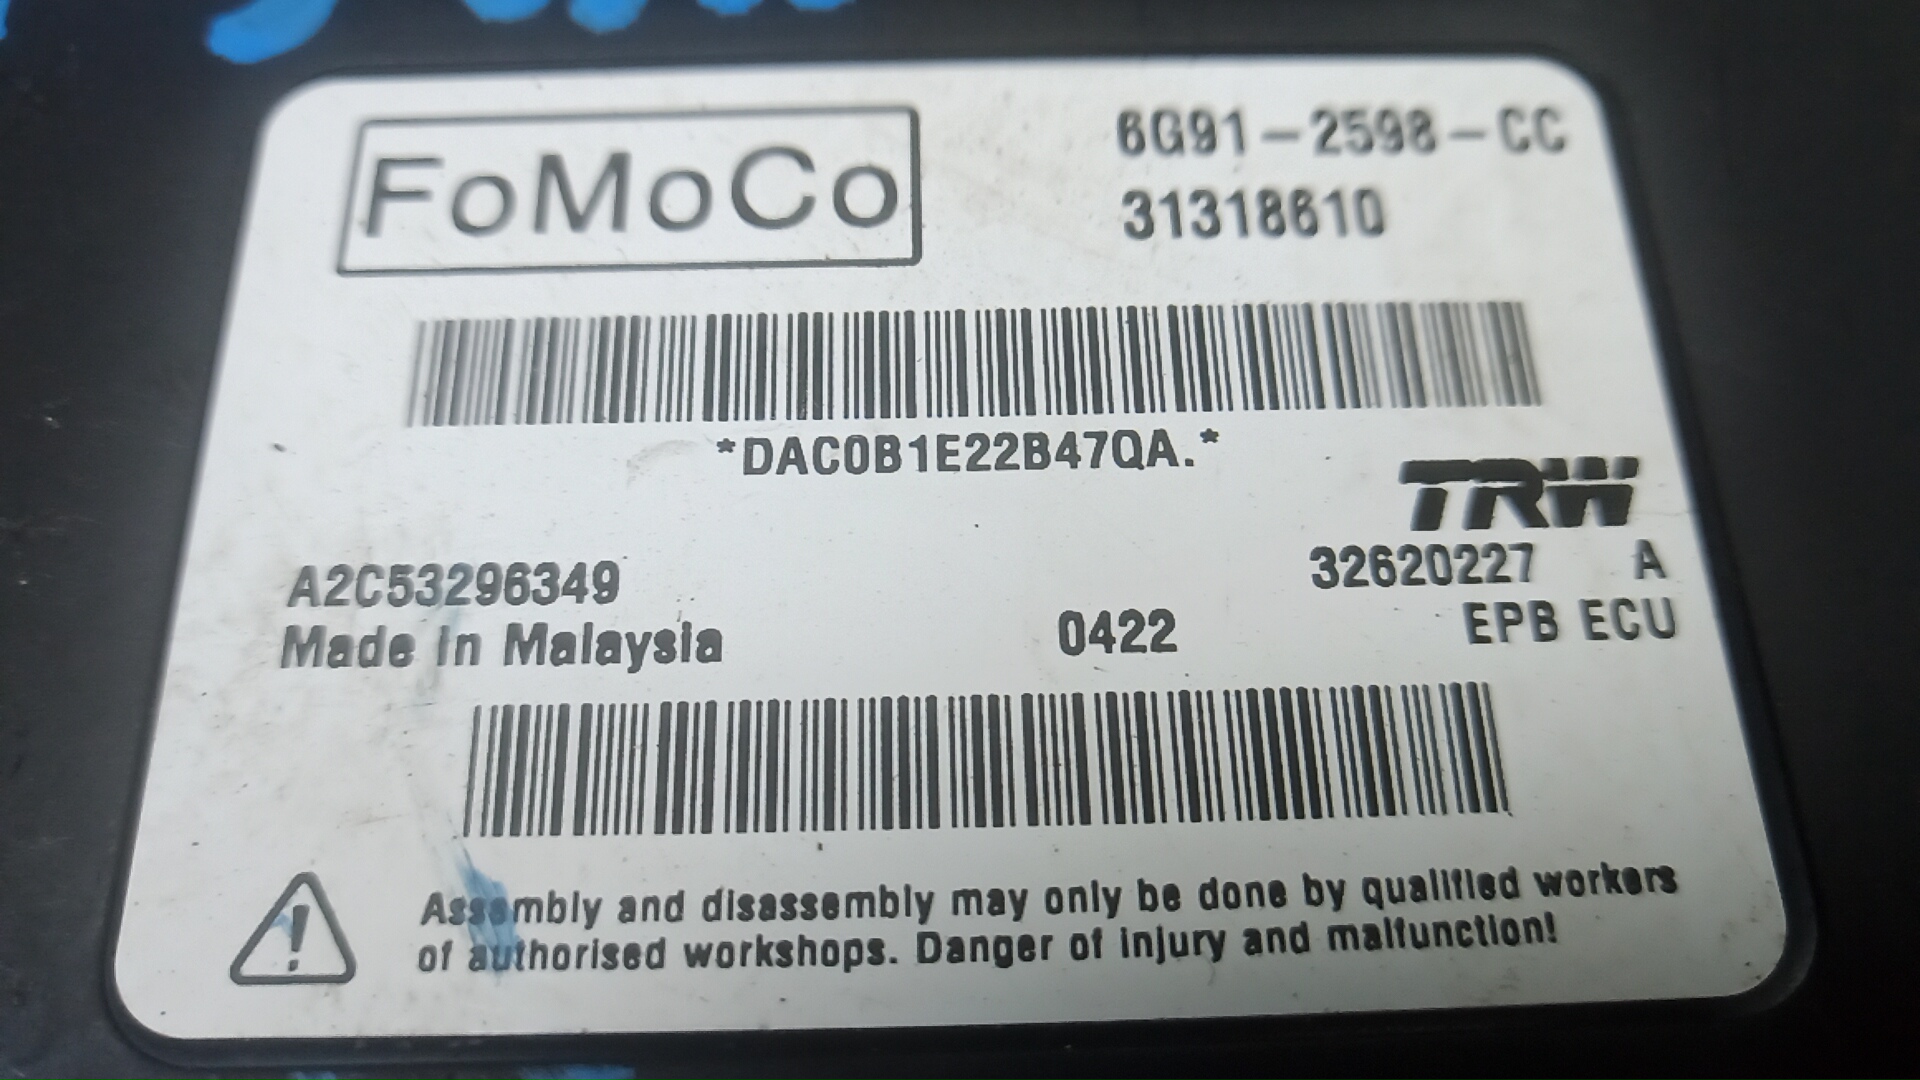 FoMoCo
6G91-2598-CC
31318610
*DAC0B1E22B47QA.*
TRW
A2C53296349
32620227 A
Made in Malaysia
0422
EPB ECU
Assembly and disassembly may only be done by qualified workers
of authorised workshops. Danger of injury and malfunction!